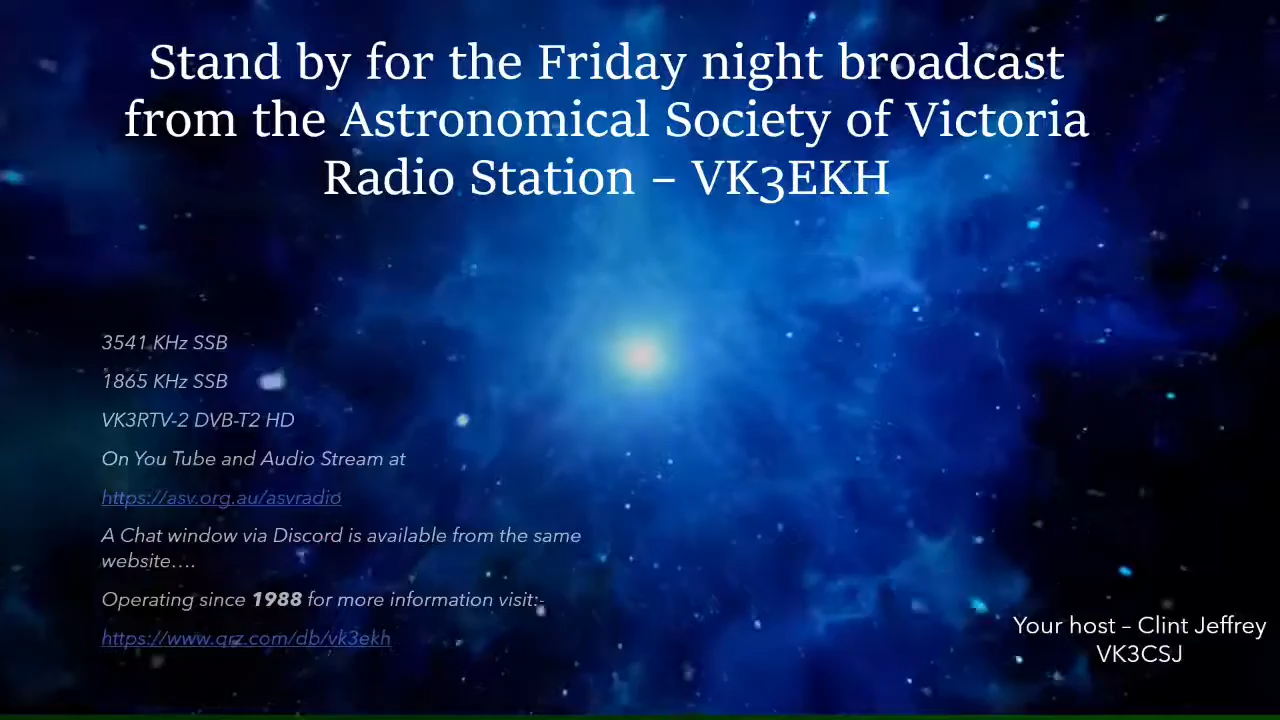 Stand by for the Friday night broadcast
from the Astronomical Society of Victoria
Radio Station – VK3EKH
3541 KHz SSB
1865 KHz SSB
VK3RTV-2 DVB-T2 HD
On You Tube and Audio Stream at
https://asv.org.au/asvradio
A Chat window via Discord is available from the same
website….
Operating since 1988 for more information visit:-
https://www.qrz.com/db/vk3ekh
Your host – Clint Jeffrey
VK3CSJ